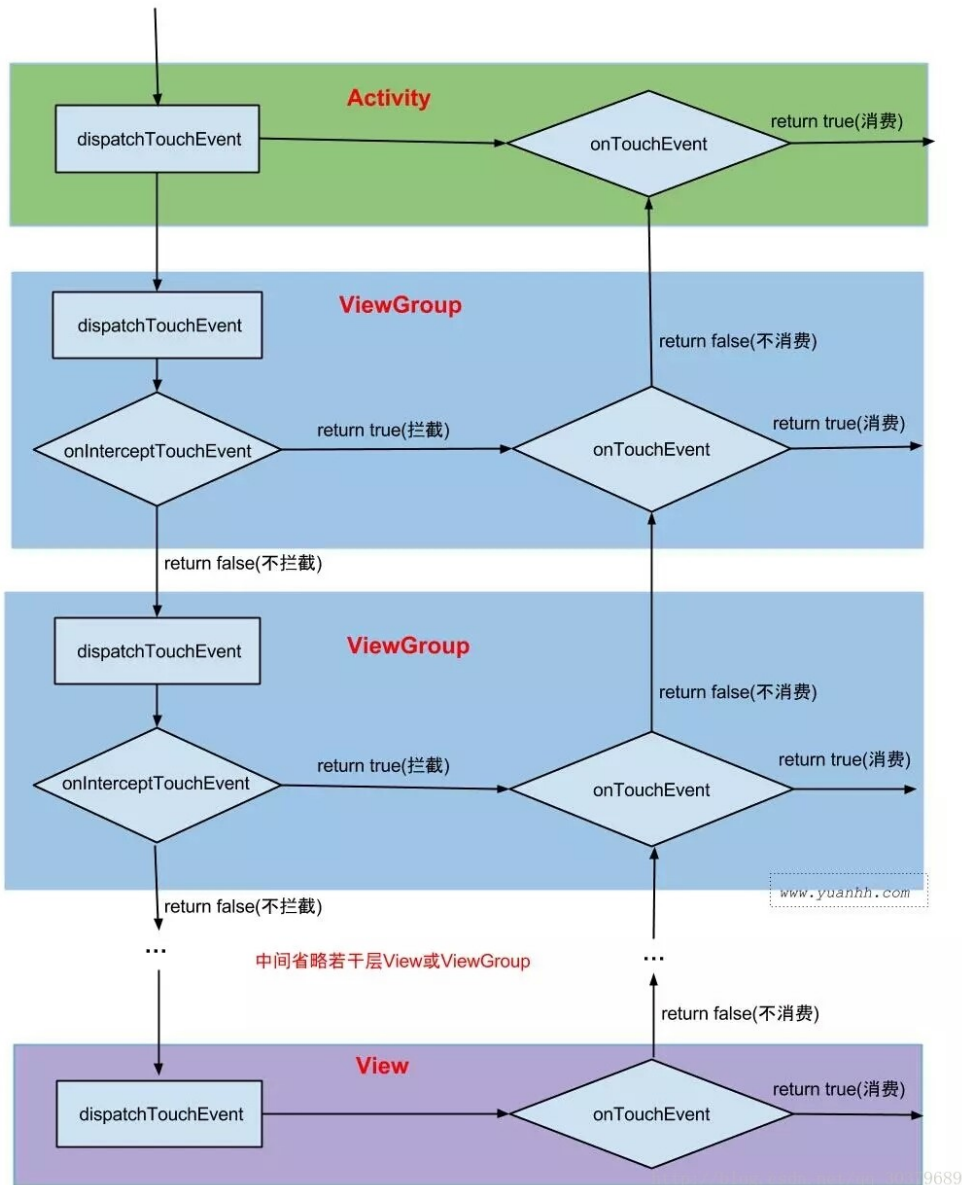 Activity
dispatchTouchEvent
onTouchEvent
return true(消费)
ViewGroup
dispatchTouchEvent
return false(不消费)
onInterceptTouchEvent
return true(拦截)
onTouchEvent
return true(消费)
return false(不拦截)
ViewGroup
dispatchTouchEvent
return false(不消费)
onInterceptTouchEvent
return true(拦截)
onTouchEvent
return true(消费)
www.yuanhh.com
return false(不拦截)
...
中间省略若干层View或ViewGroup
...
return false(不消费)
View
dispatchTouchEvent
onTouchEvent
return true(消费)